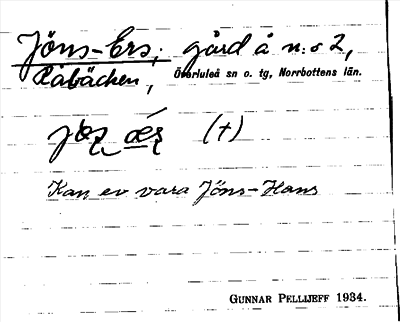 Jöns-Ers, gård å n:o 2,
Råbäcken, Överluleå sn o. tg, Norrbottens län.
(+)
Kan ev vara Jöns-Hans
GUNNAR PELLIJEFF 1934.